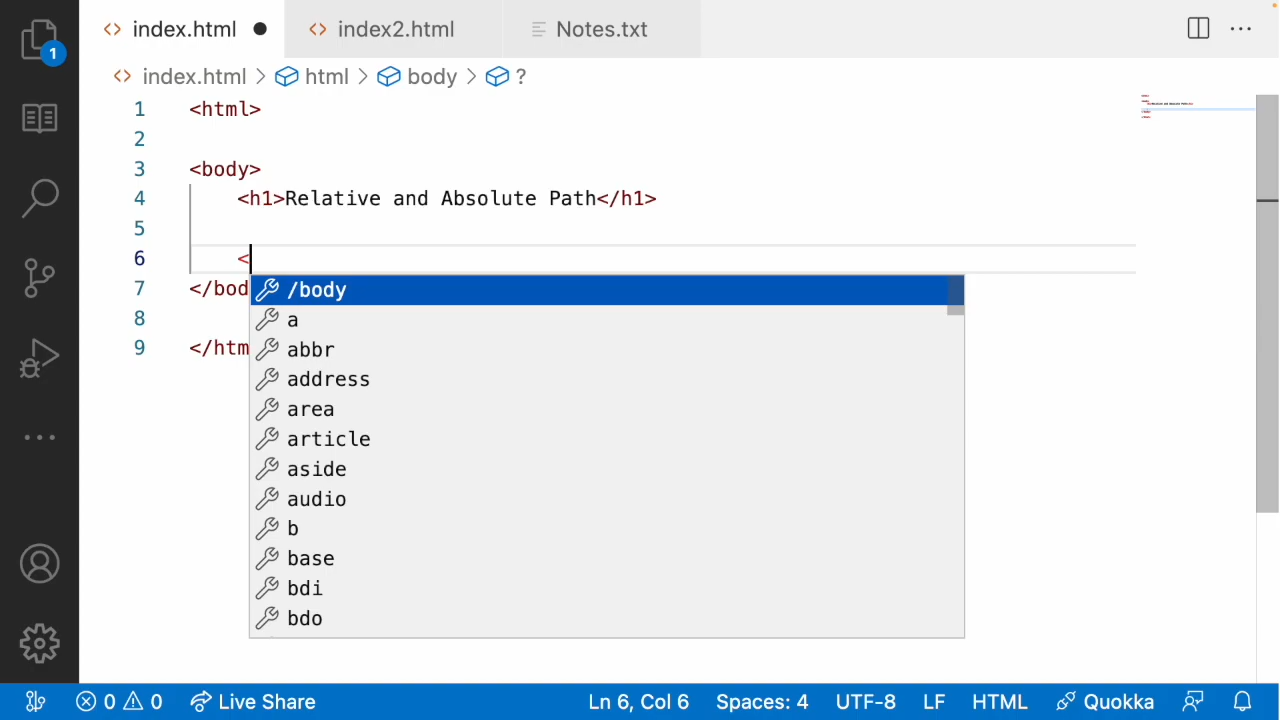 index.html
index2.html
Notes.txt
1
index.html > html > body > ?
1 <html>
2
3 <body>
4 <h1>Relative and Absolute Path</h1>
5
6 <
7 </bod
8
9 </htm
/body
a
abbr
address
area
article
aside
audio
b
base
bdi
bdo
0 0 Live Share Ln 6, Col 6 Spaces: 4 UTF-8 LF HTML Quokka